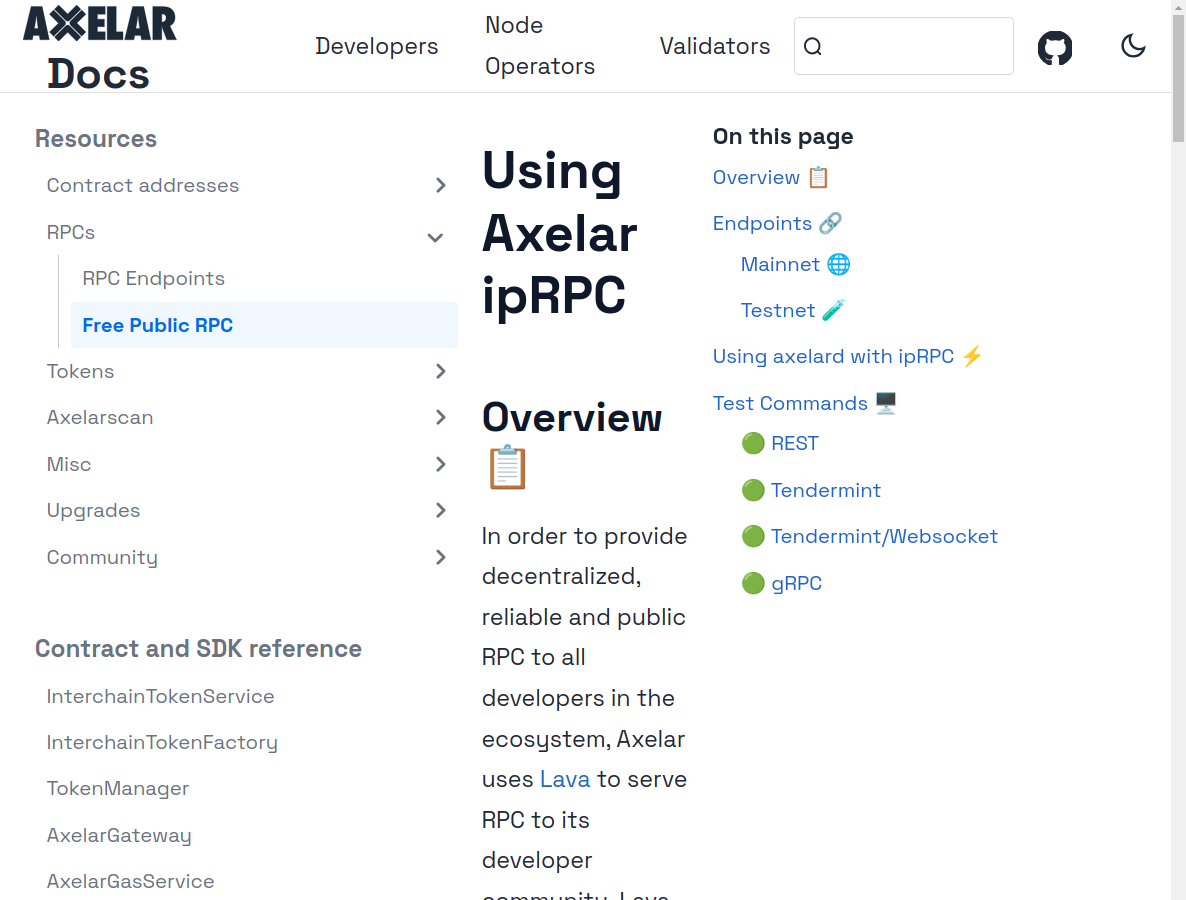 AXELAR
Docs
Developers
Node
Operators
Validators
Resources
Contract addresses
RPCs
RPC Endpoints
Free Public RPC
Tokens
Axelarscan
Misc
Upgrades
Community
Contract and SDK reference
InterchainTokenService
InterchainTokenFactory
TokenManager
AxelarGateway
AxelarGasService
Using
Axelar
ipRPC
Overview
📋
In order to provide
decentralized,
reliable and public
RPC to all
developers in the
ecosystem, Axelar
uses Lava to serve
RPC to its
developer
community. Lava
On this page
Overview 📋
Endpoints 🔗
Mainnet 🌐
Testnet 🧪
Using axelard with ipRPC ⚡
Test Commands 🖥️
🟢 REST
🟢 Tendermint
🟢 Tendermint/Websocket
🟢 gRPC